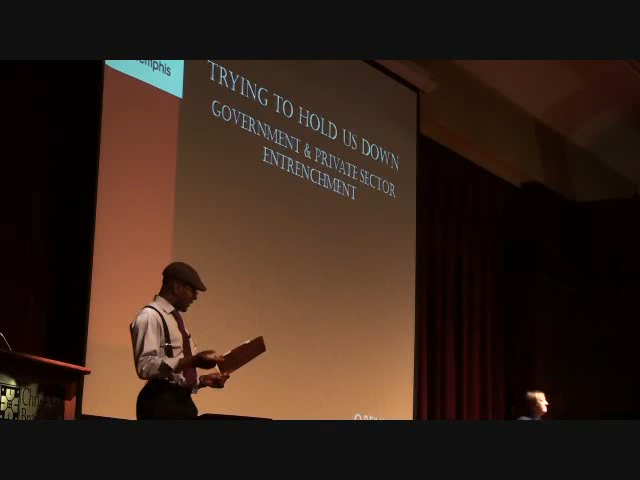 TRYING TO HOLD US DOWN
GOVERNMENT & PRIVATE SECTOR
ENTRENCHMENT